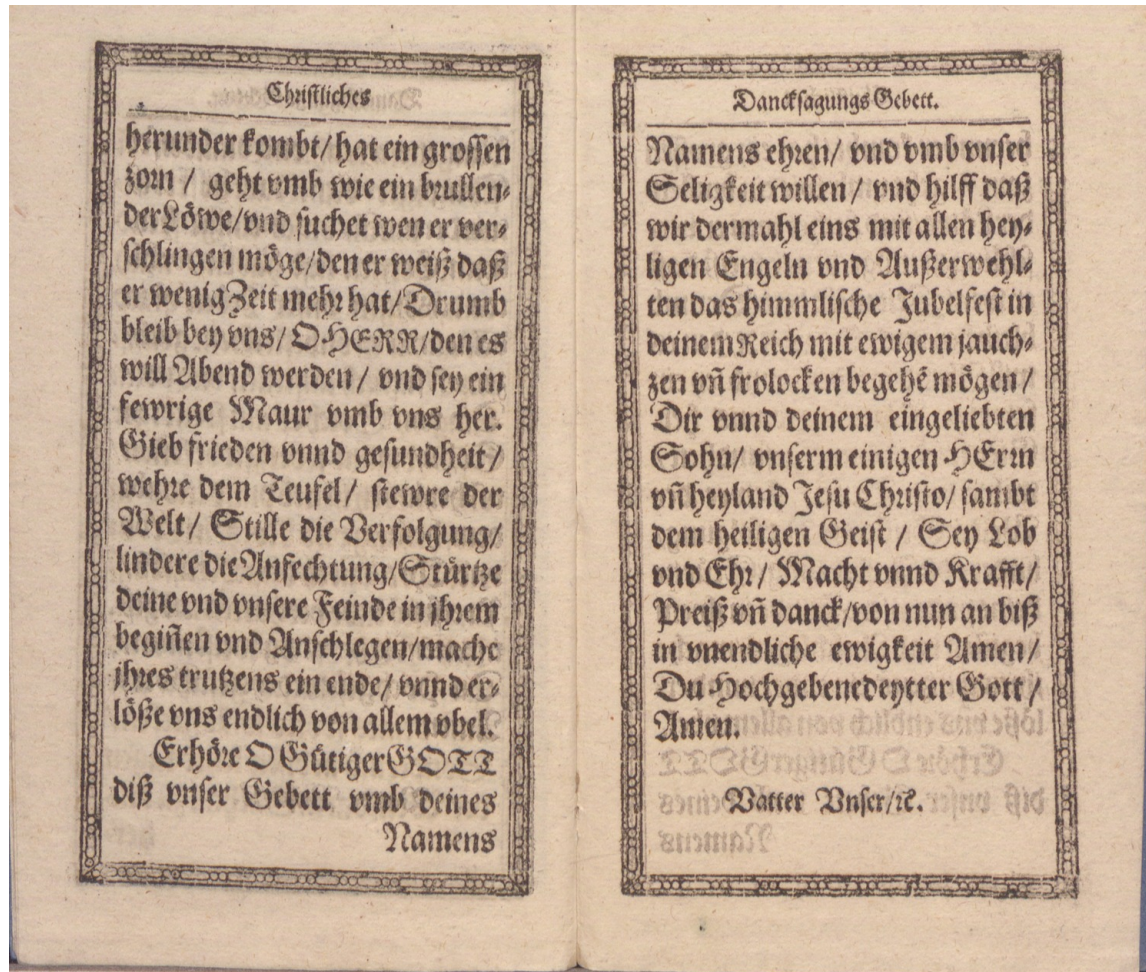 Christliches
herunder kombt/ hat ein grossen
zorn / geht vmb wie ein brullen-
der Löwe/vnd suchet wen er ver-
schlingen möge/den er weiß daß
er wenig Zeit mehr hat/Drumb
bleib bey vns/ O HERR/den es
will Abend werden / vnd sey ein
fewrige Maur vmb vns her.
Gieb frieden vnnd gesundheit/
wehre dem Teufel/ stewre der
Welt/ Stille die Verfolgung/
lindere die Anfechtung/Stürtze
deine vnd vnsere Feinde in jhrem
begiñen vnd Anschlegen/mache
jhres trutzens ein ende/ vnnd er-
löße vns endlich von allem vbel.
Erhöre O Gütiger GOTT
diß vnser Gebett vmb deines
Namens
Dancksagungs Gebett.
Namens ehren/ vnd vmb vnser
Seligkeit willen/ vnd hilff daß
wir dermahl eins mit allen hey-
ligen Engeln vnd Außerwehl-
ten das himmlische Jubelfest in
deinem Reich mit ewigem jauch-
zen vñ frolocken begehẽ mögen/
Dir vnnd deinem eingeliebten
Sohn/ vnserm einigen HErrn
vñ heyland Jesu Christo/ sambt
dem heiligen Geist / Sey Lob
vnd Ehr/ Macht vnnd Krafft/
Preiß vñ danck/von nun an biß
in vnendliche ewigkeit Amen/
Du Hochgebenedeytter Gott/
Amen.
Vatter Vnser/ꝛc.